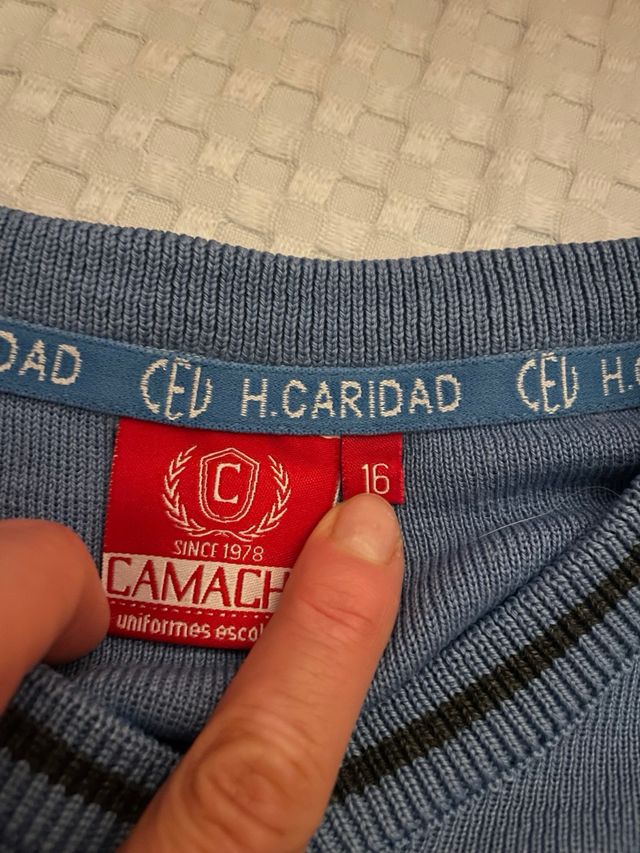 DAD CEU H.CARIDAD CEU H.
C
16
SINCE 1978
CAMACH
uniformes escol